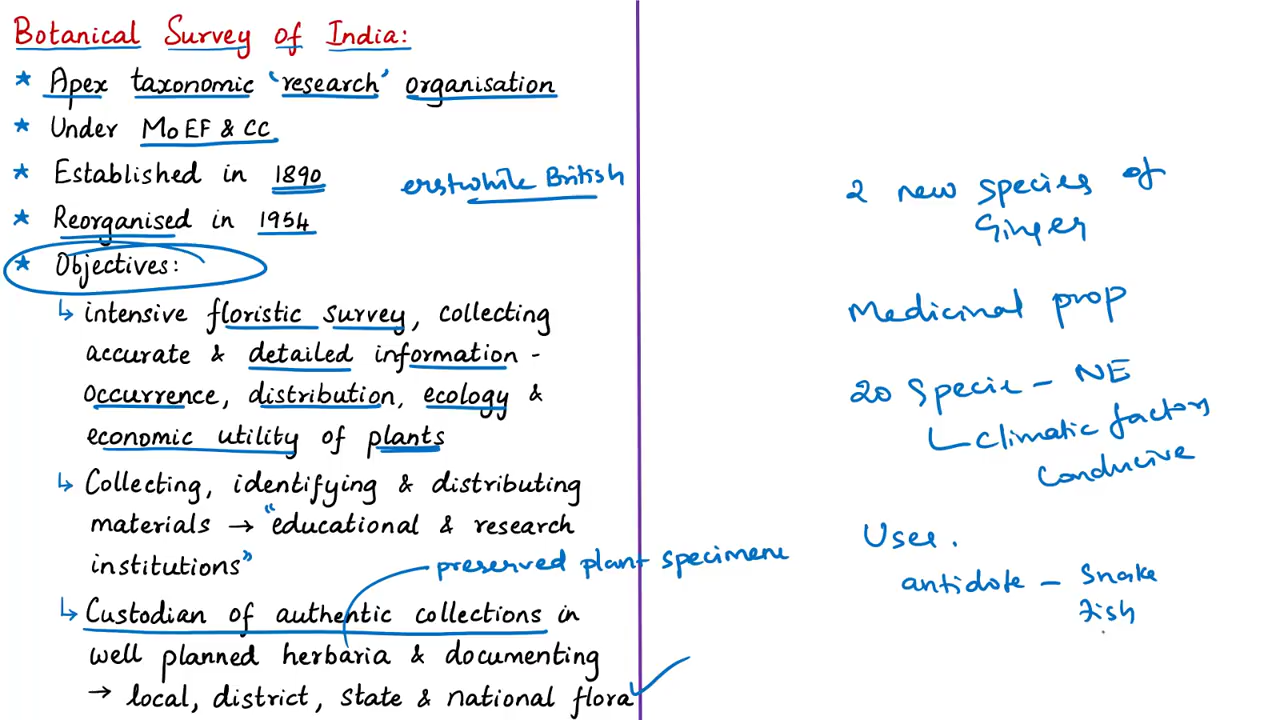 Botanical Survey of India:
* Apex taxonomic 'research' organisation
* Under MoEF & CC
* Established in 1890
erstwhile British
* Reorganised in 1954
* Objectives:
↳ intensive floristic survey, collecting
accurate & detailed information -
occurrence, distribution, ecology &
economic utility of plants
↳ Collecting, identifying & distributing
materials → "educational & research
institutions"
preserved plant specimens
↳ Custodian of authentic collections in
well planned herbaria & documenting
→ local, district, state & national flora
2 new species of
Ginger
Medicinal prop
20 Specie - NE
↳ Climatic factors
conducive
Uses.
antidote - Snake
Fish